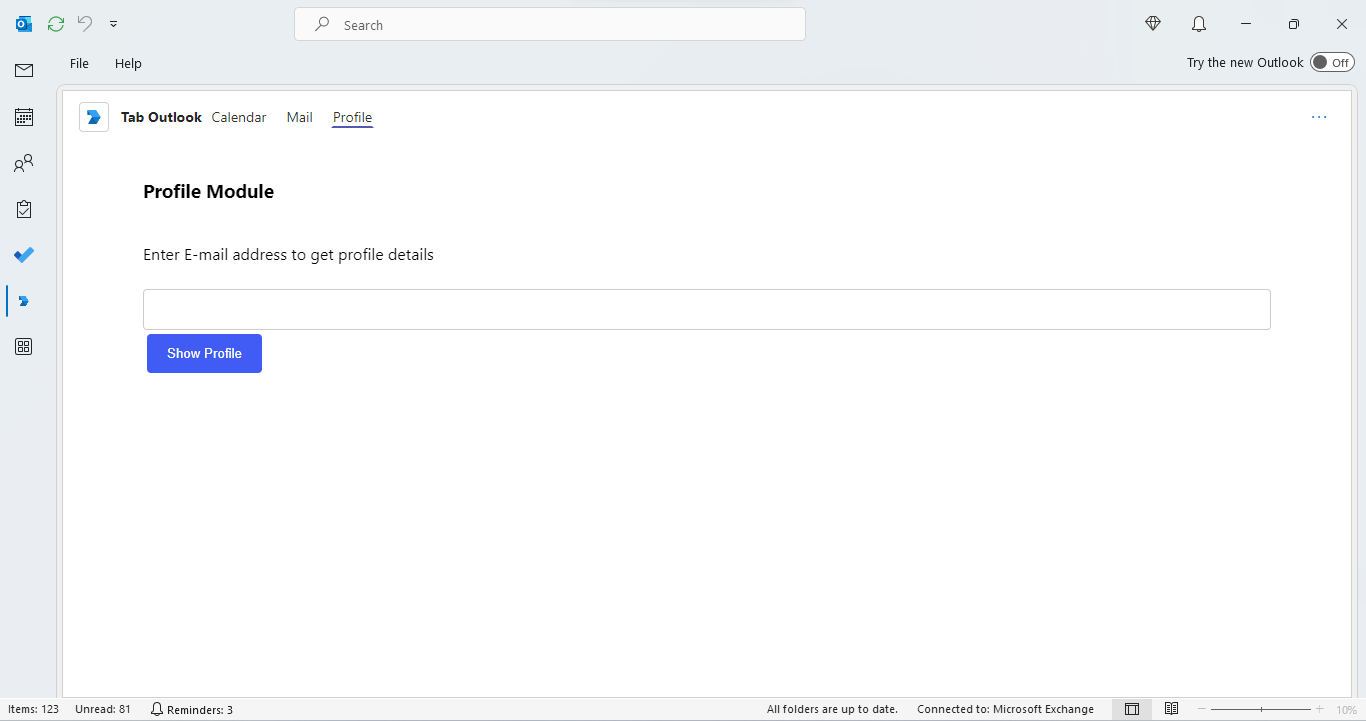 Search
File Help Try the new Outlook Off
Tab Outlook Calendar Mail Profile ...
Profile Module
Enter E-mail address to get profile details
Show Profile
Items: 123 Unread: 81 Reminders: 3 All folders are up to date. Connected to: Microsoft Exchange 10%